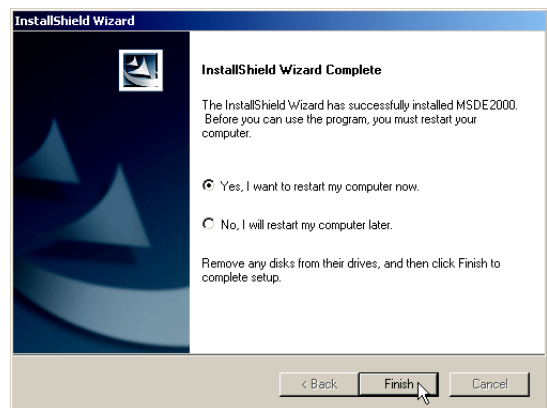 InstallShield Wizard
InstallShield Wizard Complete
The InstallShield Wizard has successfully installed MSDE2000.
Before you can use the program, you must restart your
computer.
Yes, I want to restart my computer now.
No, I will restart my computer later.
Remove any disks from their drives, and then click Finish to
complete setup.
< Back
Finish
Cancel